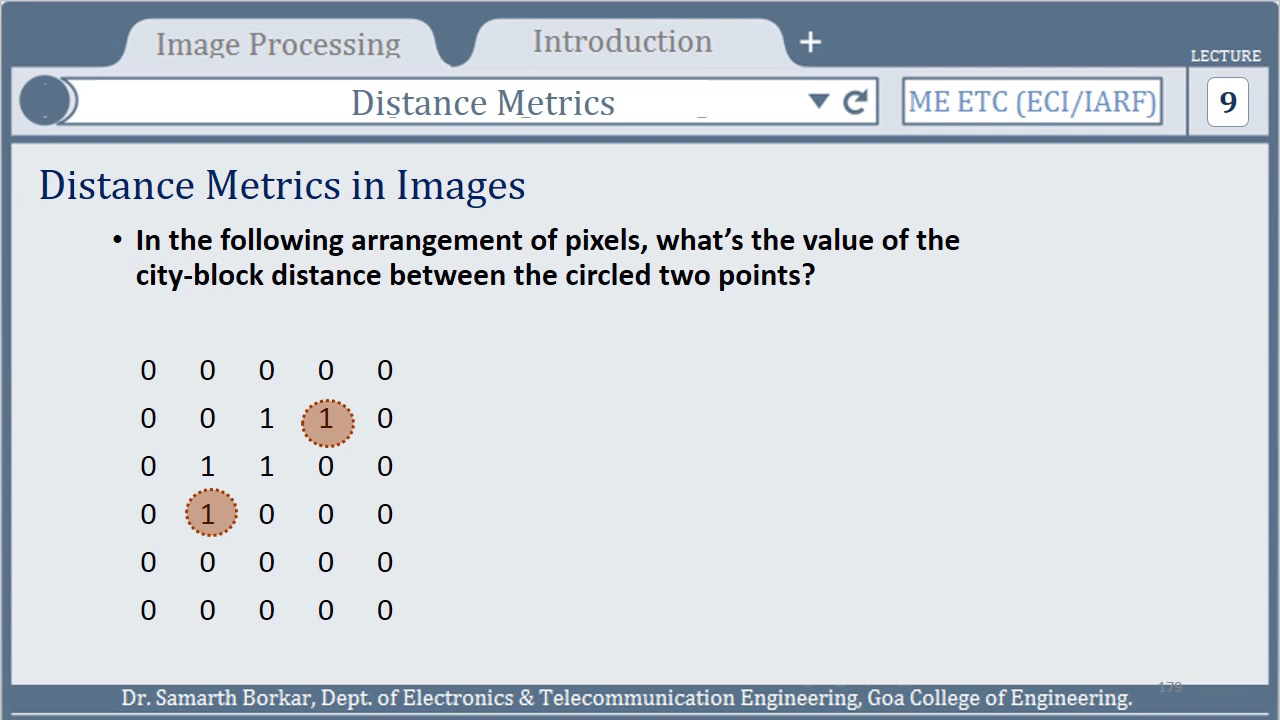 Image Processing
Introduction
+
LECTURE
Distance Metrics
ME ETC (ECI/IARF)
9
Distance Metrics in Images
• In the following arrangement of pixels, what’s the value of the
city-block distance between the circled two points?
0 0 0 0 0
0 0 1 1 0
0 1 1 0 0
0 1 0 0 0
0 0 0 0 0
0 0 0 0 0
179
Dr. Samarth Borkar, Dept. of Electronics & Telecommunication Engineering, Goa College of Engineering.